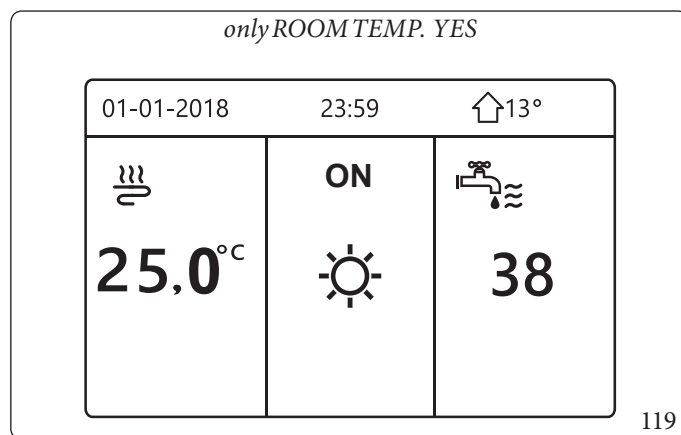 only ROOM TEMP. YES
01-01-2018 23:59 13°
ON
25,0°C
38
119